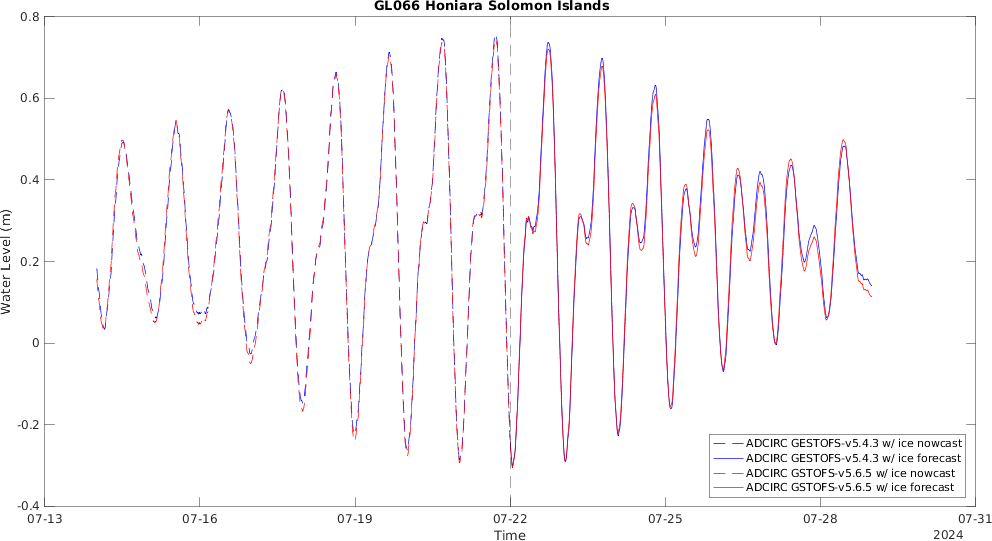 GL066 Honiara Solomon Islands
Water Level (m)
0.8
0.6
0.4
0.2
0
-0.2
-0.4
ADCIRC GESTOFS-v5.4.3 w/ ice nowcast
ADCIRC GESTOFS-v5.4.3 w/ ice forecast
ADCIRC GSTOFS-v5.6.5 w/ ice nowcast
ADCIRC GSTOFS-v5.6.5 w/ ice forecast
07-13 07-16 07-19 07-22 07-25 07-28 07-31
Time
2024